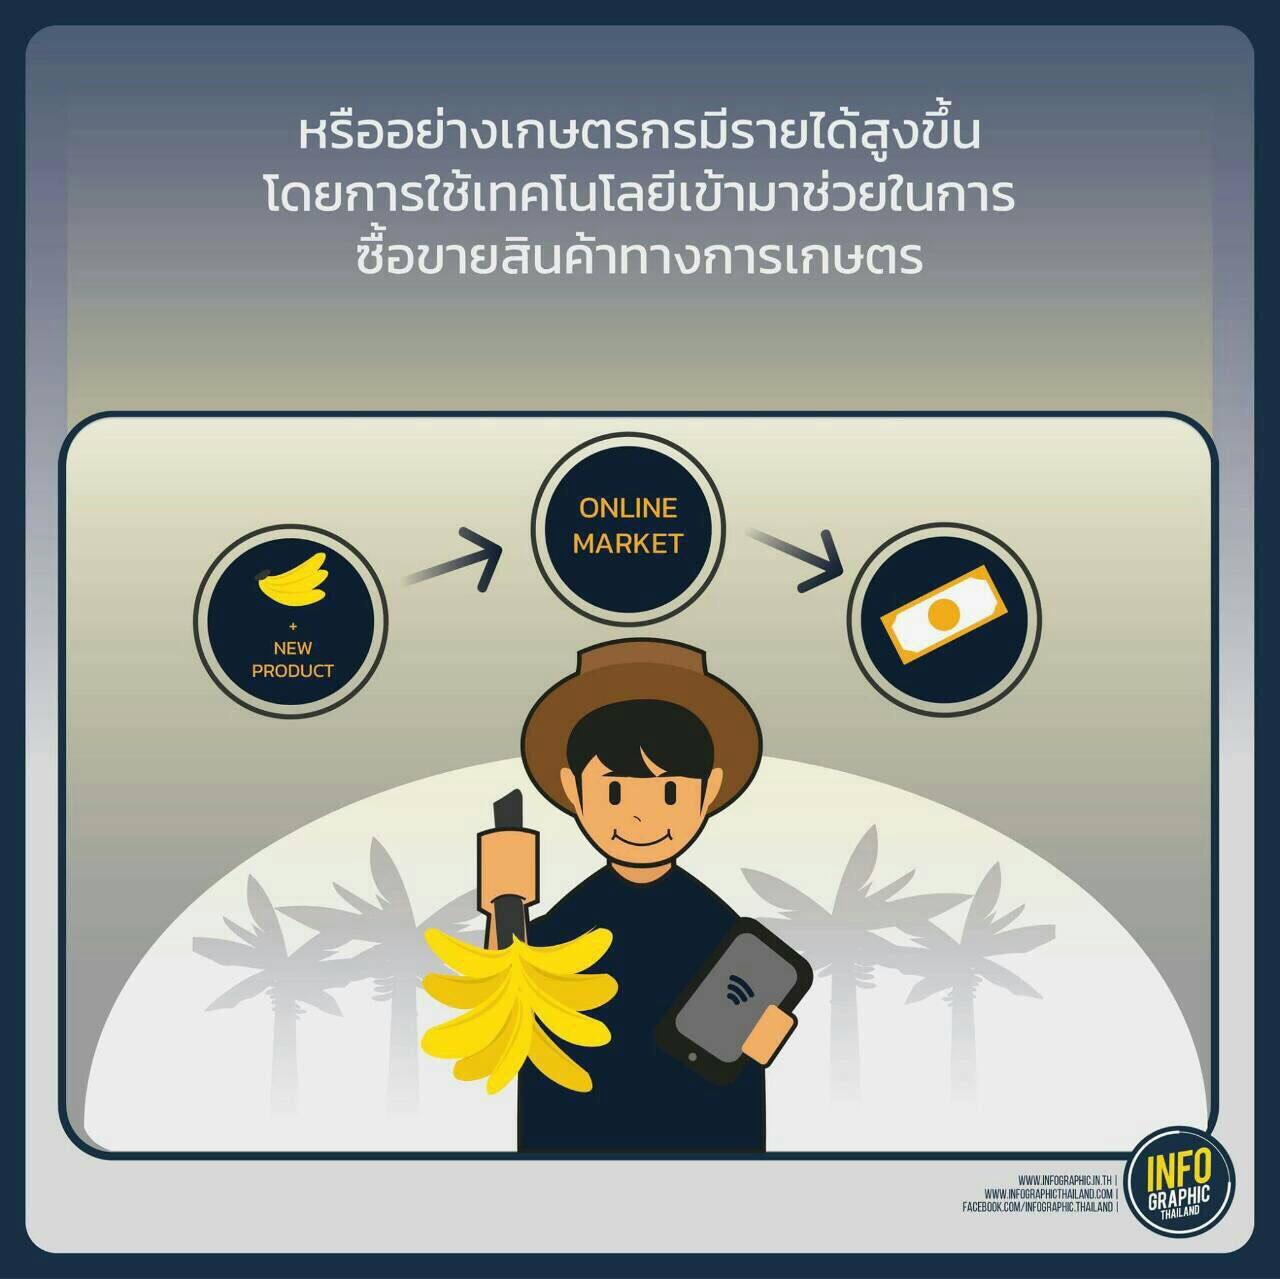 หรืออย่างเกษตรกรมีรายได้สูงขึ้น
โดยการใช้เทคโนโลยีเข้ามาช่วยในการ
ซื้อขายสินค้าทางการเกษตร
ONLINE
MARKET
+
NEW
PRODUCT
WWW.INFOGRAPHIC.IN.TH |
WWW.INFOGRAPHICTHAILAND.COM |
FACEBOOK.COM/INFOGRAPHIC.THAILAND |
INFO
GRAPHIC
THAILAND